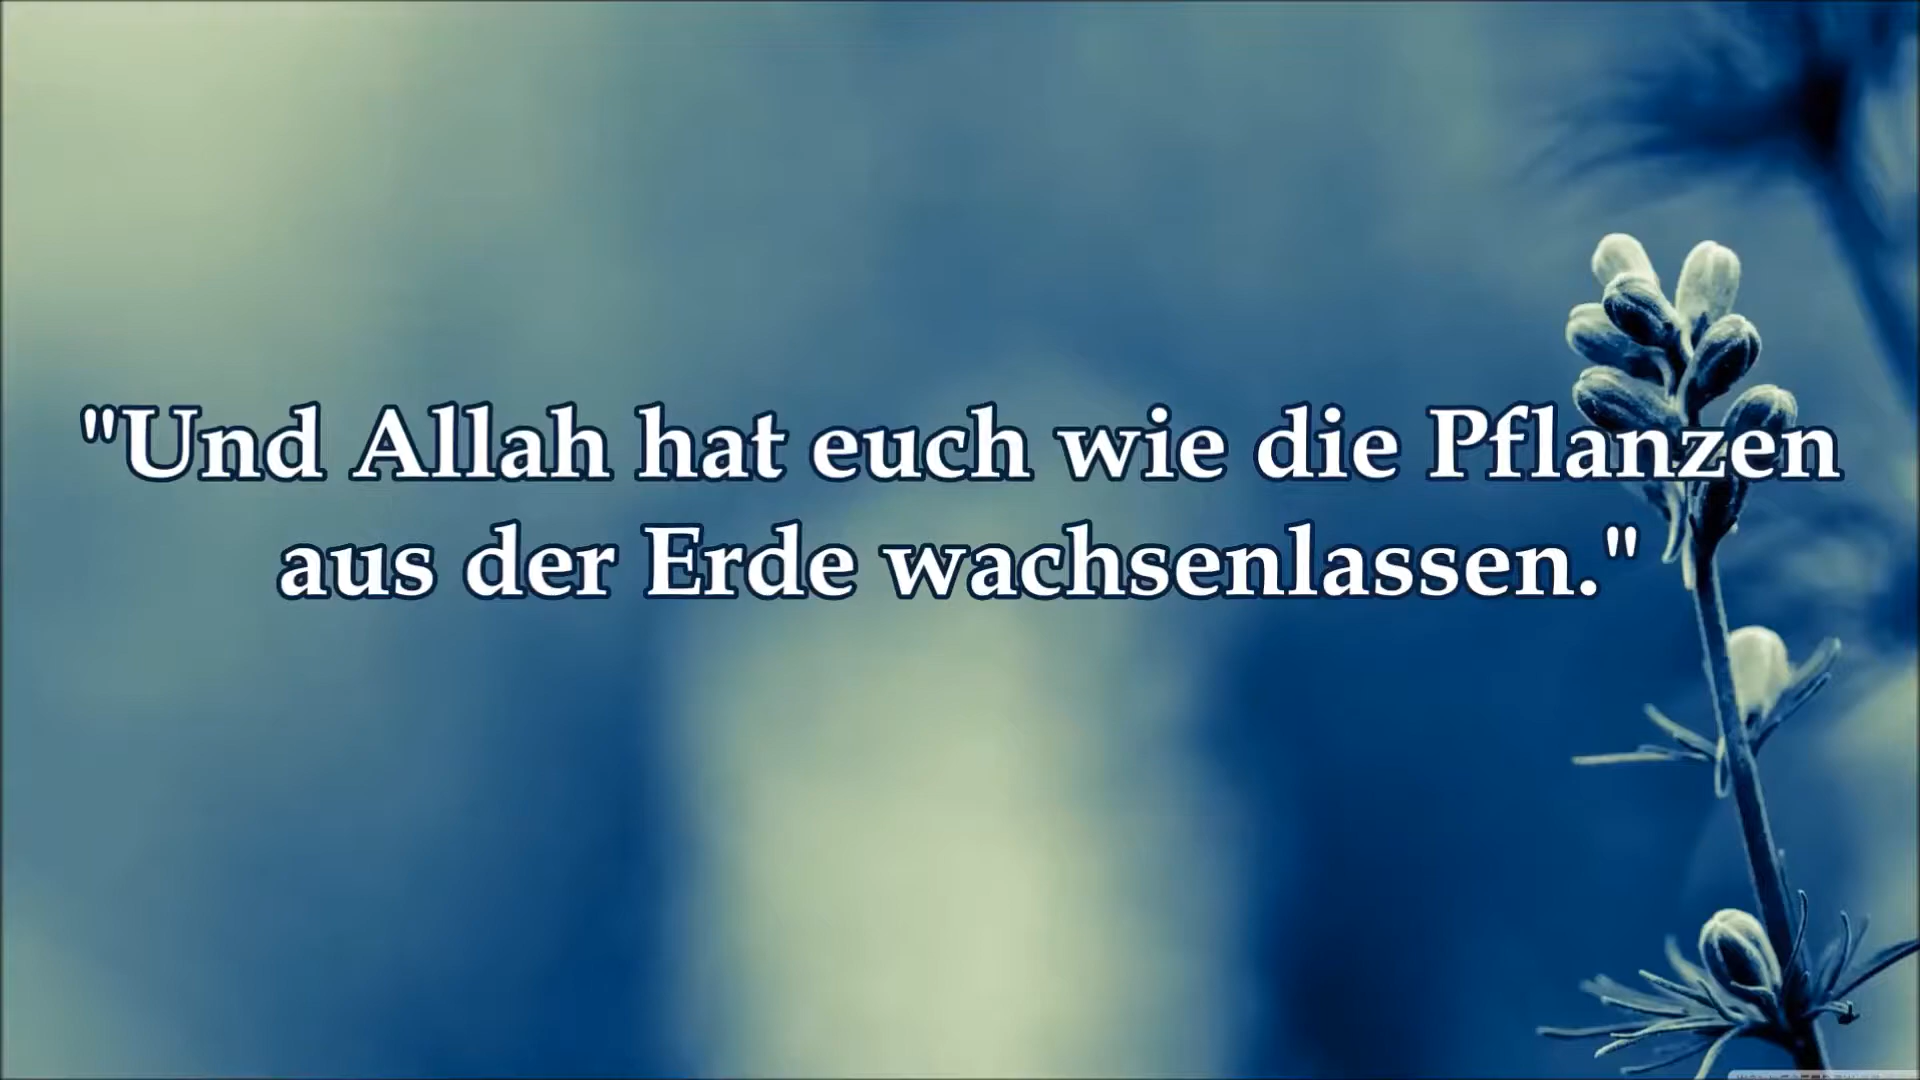 "Und Allah hat euch wie die Pflanzen
aus der Erde wachsenlassen."